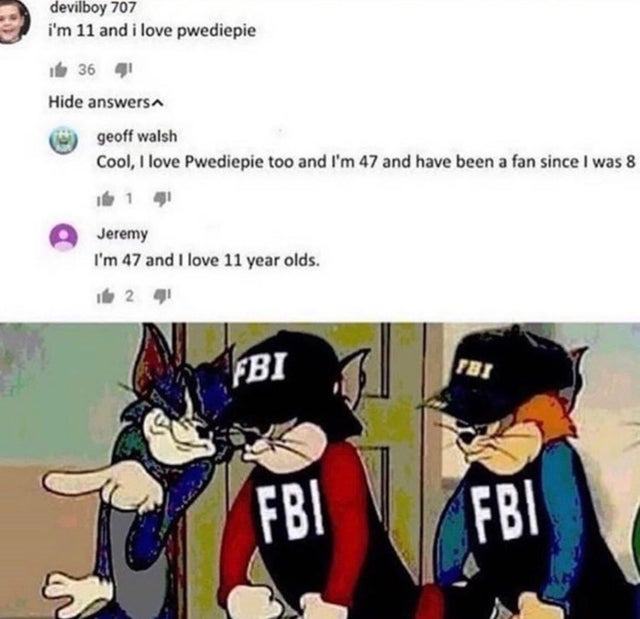 devilboy 707
i'm 11 and i love pwediepie
36
Hide answers
geoff walsh
Cool, I love Pwediepie too and I'm 47 and have been a fan since I was 8
1
Jeremy
I'm 47 and I love 11 year olds.
2
FBI
FBI
FBI
FBI